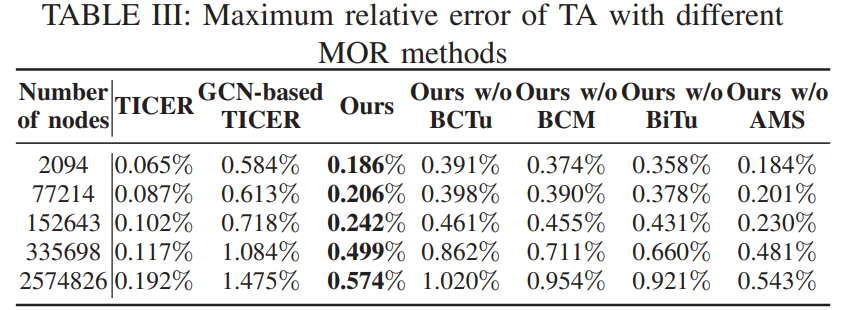 TABLE III: Maximum relative error of TA with different
MOR methods
Number of nodes TICER GCN-based TICER Ours Ours w/o BCTu Ours w/o BCM Ours w/o BiTu Ours w/o AMS
2094 0.065% 0.584% 0.186% 0.391% 0.374% 0.358% 0.184%
77214 0.087% 0.613% 0.206% 0.398% 0.390% 0.378% 0.201%
152643 0.102% 0.718% 0.242% 0.461% 0.455% 0.431% 0.230%
335698 0.117% 1.084% 0.499% 0.862% 0.711% 0.660% 0.481%
2574826 0.192% 1.475% 0.574% 1.020% 0.954% 0.921% 0.543%